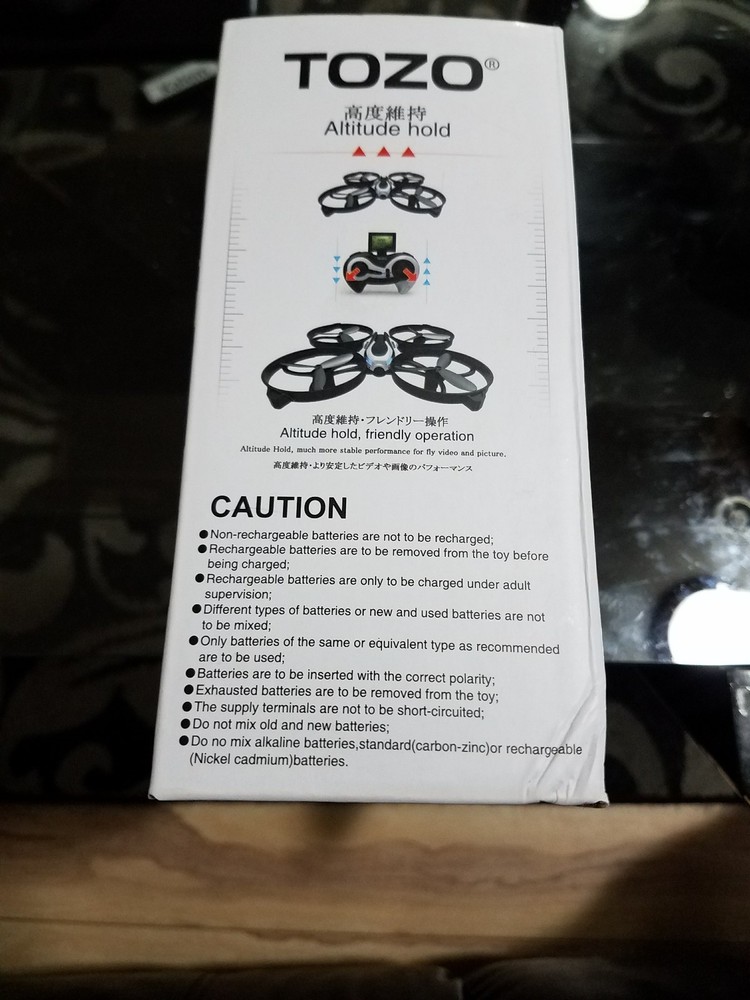 TOZO®
高度維持
Altitude hold
高度維持・フレンドリー操作
Altitude hold, friendly operation
Altitude Hold, much more stable performance for fly video and picture.
高度維持・より安定したビデオや画像のパフォーマンス
CAUTION
●Non-rechargeable batteries are not to be recharged;
●Rechargeable batteries are to be removed from the toy before
being charged;
●Rechargeable batteries are only to be charged under adult
supervision;
●Different types of batteries or new and used batteries are not
to be mixed;
●Only batteries of the same or equivalent type as recommended
are to be used;
●Batteries are to be inserted with the correct polarity;
●Exhausted batteries are to be removed from the toy;
●The supply terminals are not to be short-circuited;
●Do not mix old and new batteries;
●Do no mix alkaline batteries,standard(carbon-zinc)or rechargeable
(Nickel cadmium)batteries.